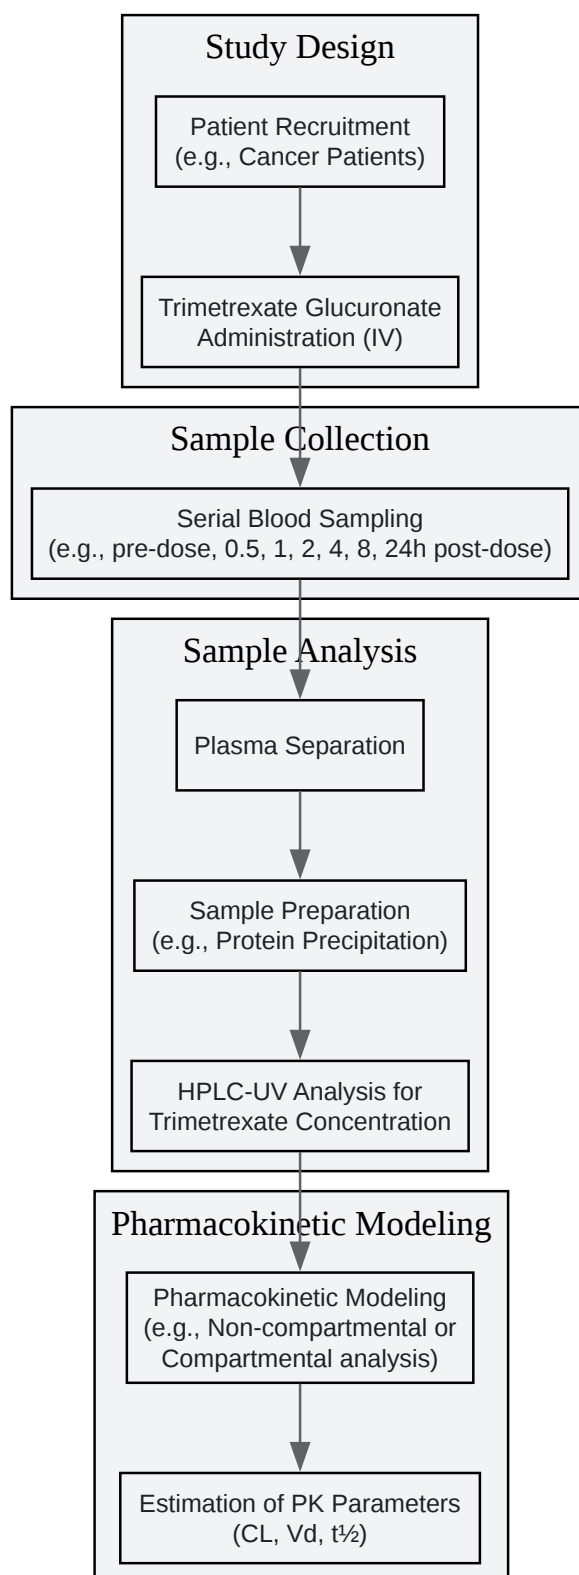 Study Design
Patient Recruitment
(e.g., Cancer Patients)
Trimetrexate Glucuronate
Administration (IV)
Sample Collection
Serial Blood Sampling
(e.g., pre-dose, 0.5, 1, 2, 4, 8, 24h post-dose)
Sample Analysis
Plasma Separation
Sample Preparation
(e.g., Protein Precipitation)
HPLC-UV Analysis for
Trimetrexate Concentration
Pharmacokinetic Modeling
Pharmacokinetic Modeling
(e.g., Non-compartmental or
Compartmental analysis)
Estimation of PK Parameters
(CL, Vd, t½)